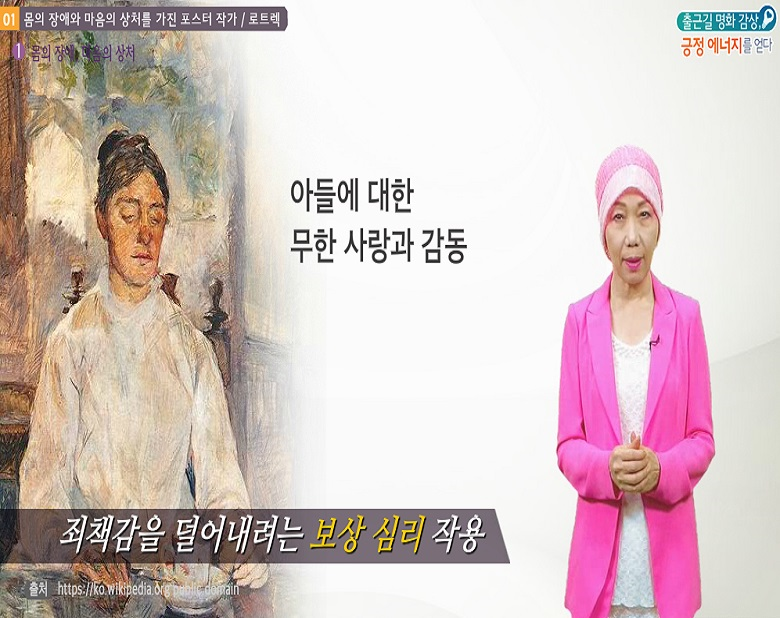 01 몸의 장애와 마음의 상처를 가진 포스터 작가 / 로트렉
출근길 명화 감상,
긍정 에너지를 얻다
1 몸의 장애, 마음의 상처
아들에 대한
무한 사랑과 감동
죄책감을 덜어내려는 보상 심리 작용
출처 https://ko.wikipedia.org/public_domain